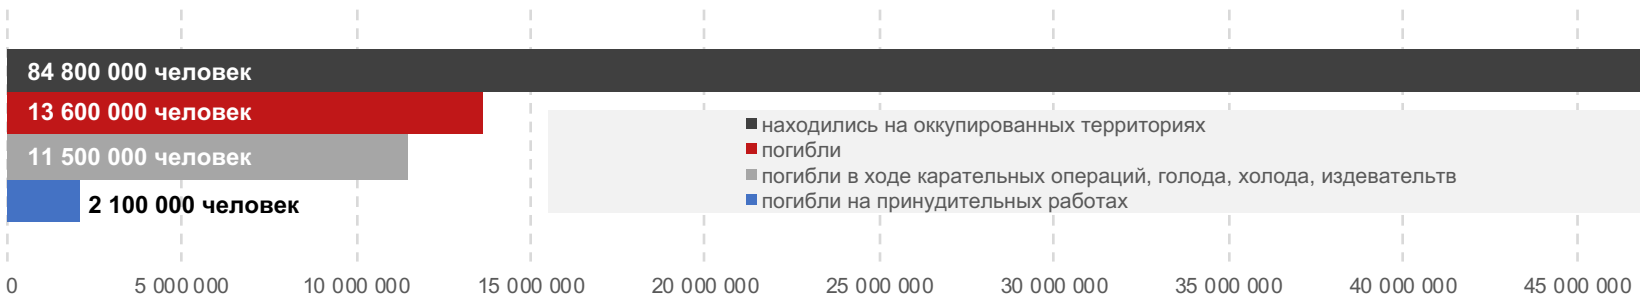 84 800 000 человек
13 600 000 человек
11 500 000 человек
2 100 000 человек
находились на оккупированных территориях
погибли
погибли в ходе карательных операций, голода, холода, издевательтв
погибли на принудительных работах
0 5 000 000 10 000 000 15 000 000 20 000 000 25 000 000 30 000 000 35 000 000 40 000 000 45 000 000